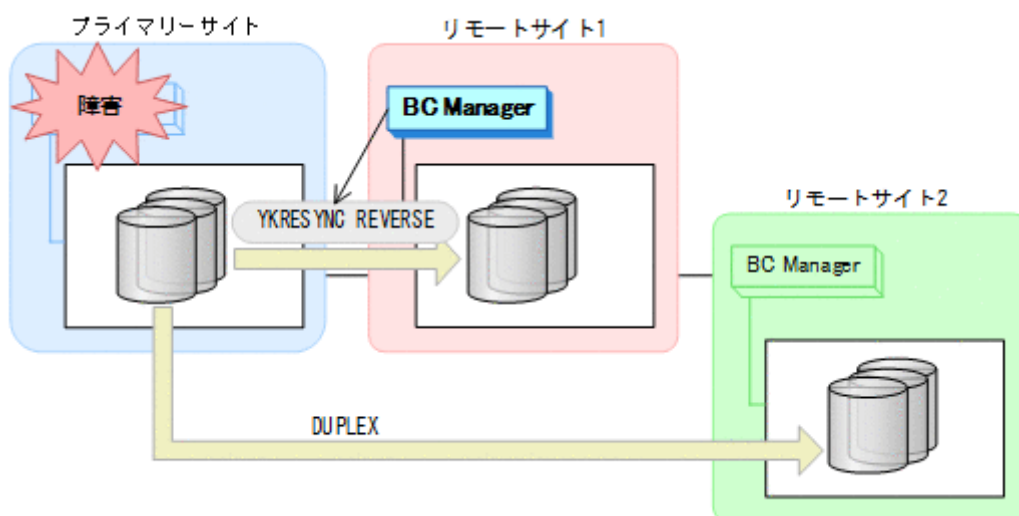 プライマリーサイト
リモートサイト1
障害
BC Manager
YKRESYNC REVERSE
リモートサイト2
BC Manager
DUPLEX